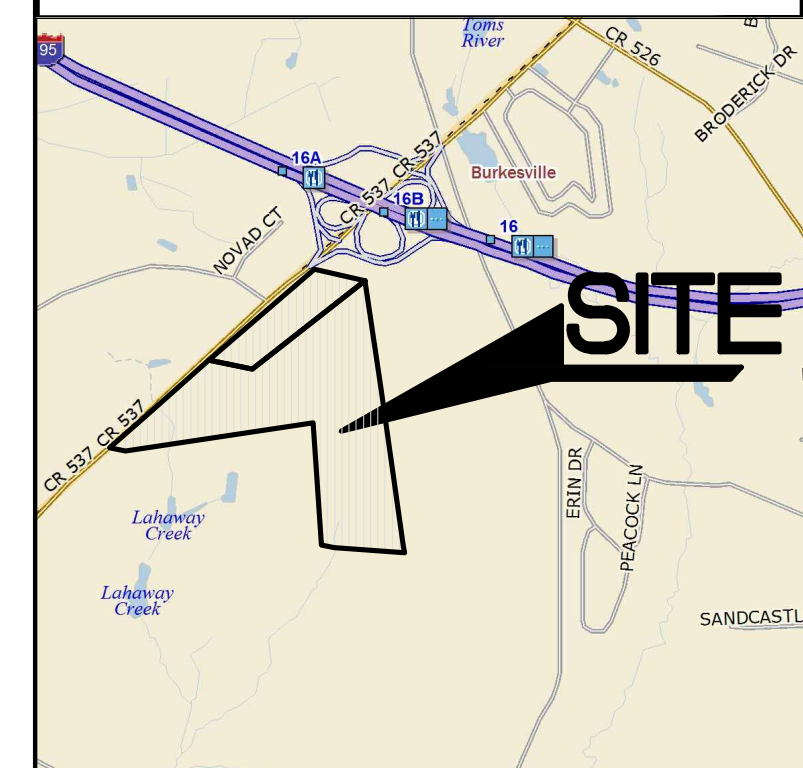 Toms
River
CR 526
B
BRODERICK DR
95
16A
CR 537 CR 537
Burkesville
16B
16
NOVAD CT
SITE
CR 537 CR 537
ERIN DR
PEACOCK LN
Lahaway
Creek
Lahaway
Creek
SANDCASTL